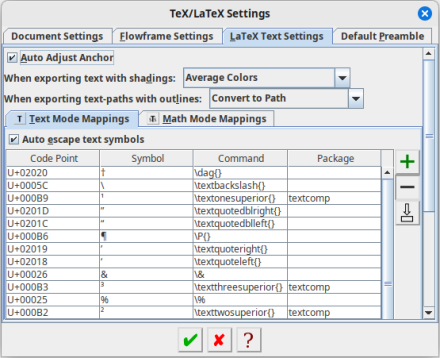 TeX/LaTeX Settings
Document Settings Flowframe Settings LaTeX Text Settings Default Preamble
Auto Adjust Anchor
When exporting text with shadings: Average Colors
When exporting text-paths with outlines: Convert to Path
T Text Mode Mappings Math Mode Mappings
Auto escape text symbols
Code Point Symbol Command Package
U+02020 † \dag{}
U+0005C \ \textbackslash{}
U+000B9 ¹ \textonesuperior{} textcomp
U+0201D ” \textquotedblright{}
U+0201C “ \textquotedblleft{}
U+000B6 ¶ \P{}
U+02019 ’ \textquoteright{}
U+02018 ‘ \textquoteleft{}
U+00026 & \&
U+000B3 ³ \textthreesuperior{} textcomp
U+00025 % \%
U+000B2 ² \texttwosuperior{} textcomp
?